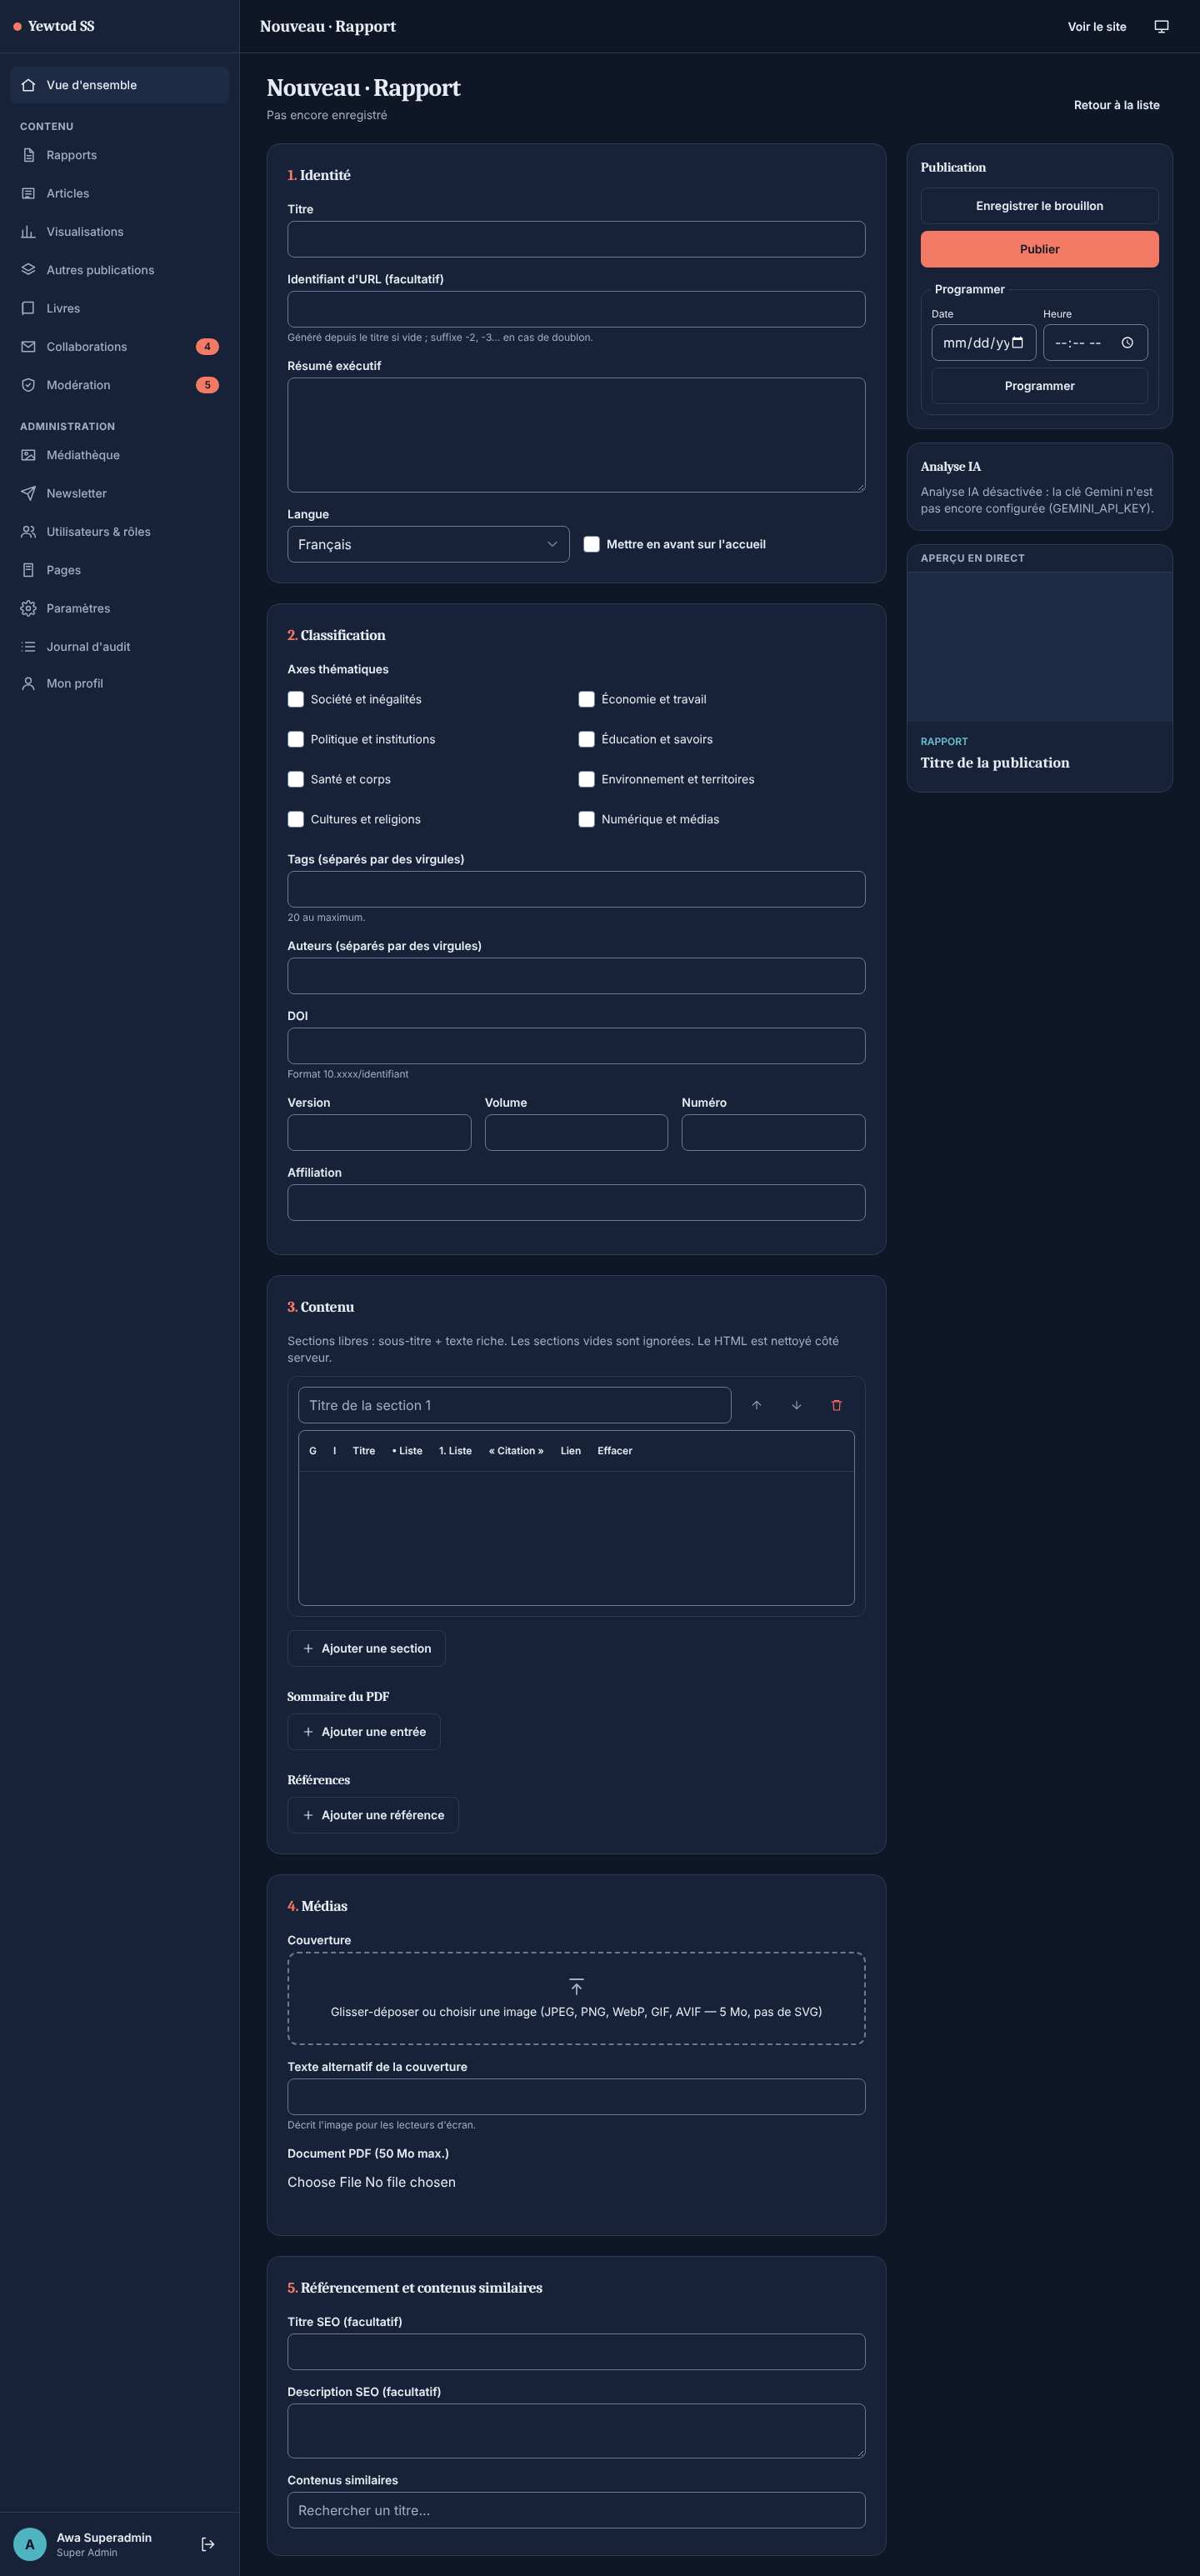 Yewtod SS
Vue d'ensemble
CONTENU
Rapports
Articles
Visualisations
Autres publications
Livres
Collaborations 4
Modération 5
ADMINISTRATION
Médiathèque
Newsletter
Utilisateurs & rôles
Pages
Paramètres
Journal d'audit
Mon profil
A
Awa Superadmin
Super Admin
Nouveau · Rapport
Voir le site
Nouveau · Rapport
Pas encore enregistré
Retour à la liste
1. Identité
Titre
Identifiant d'URL (facultatif)
Généré depuis le titre si vide ; suffixe -2, -3… en cas de doublon.
Résumé exécutif
Langue
Français
Mettre en avant sur l'accueil
2. Classification
Axes thématiques
Société et inégalités
Économie et travail
Politique et institutions
Éducation et savoirs
Santé et corps
Environnement et territoires
Cultures et religions
Numérique et médias
Tags (séparés par des virgules)
20 au maximum.
Auteurs (séparés par des virgules)
DOI
Format 10.xxxx/identifiant
Version
Volume
Numéro
Affiliation
3. Contenu
Sections libres : sous-titre + texte riche. Les sections vides sont ignorées. Le HTML est nettoyé côté
serveur.
Titre de la section 1
G I Titre • Liste 1. Liste « Citation » Lien Effacer
Ajouter une section
Sommaire du PDF
Ajouter une entrée
Références
Ajouter une référence
4. Médias
Couverture
Glisser-déposer ou choisir une image (JPEG, PNG, WebP, GIF, AVIF — 5 Mo, pas de SVG)
Texte alternatif de la couverture
Décrit l'image pour les lecteurs d'écran.
Document PDF (50 Mo max.)
Choose File No file chosen
5. Référencement et contenus similaires
Titre SEO (facultatif)
Description SEO (facultatif)
Contenus similaires
Rechercher un titre…
Publication
Enregistrer le brouillon
Publier
Programmer
Date
Heure
mm/dd/yy
--:-- --
Programmer
Analyse IA
Analyse IA désactivée : la clé Gemini n'est
pas encore configurée (GEMINI_API_KEY).
APERÇU EN DIRECT
RAPPORT
Titre de la publication